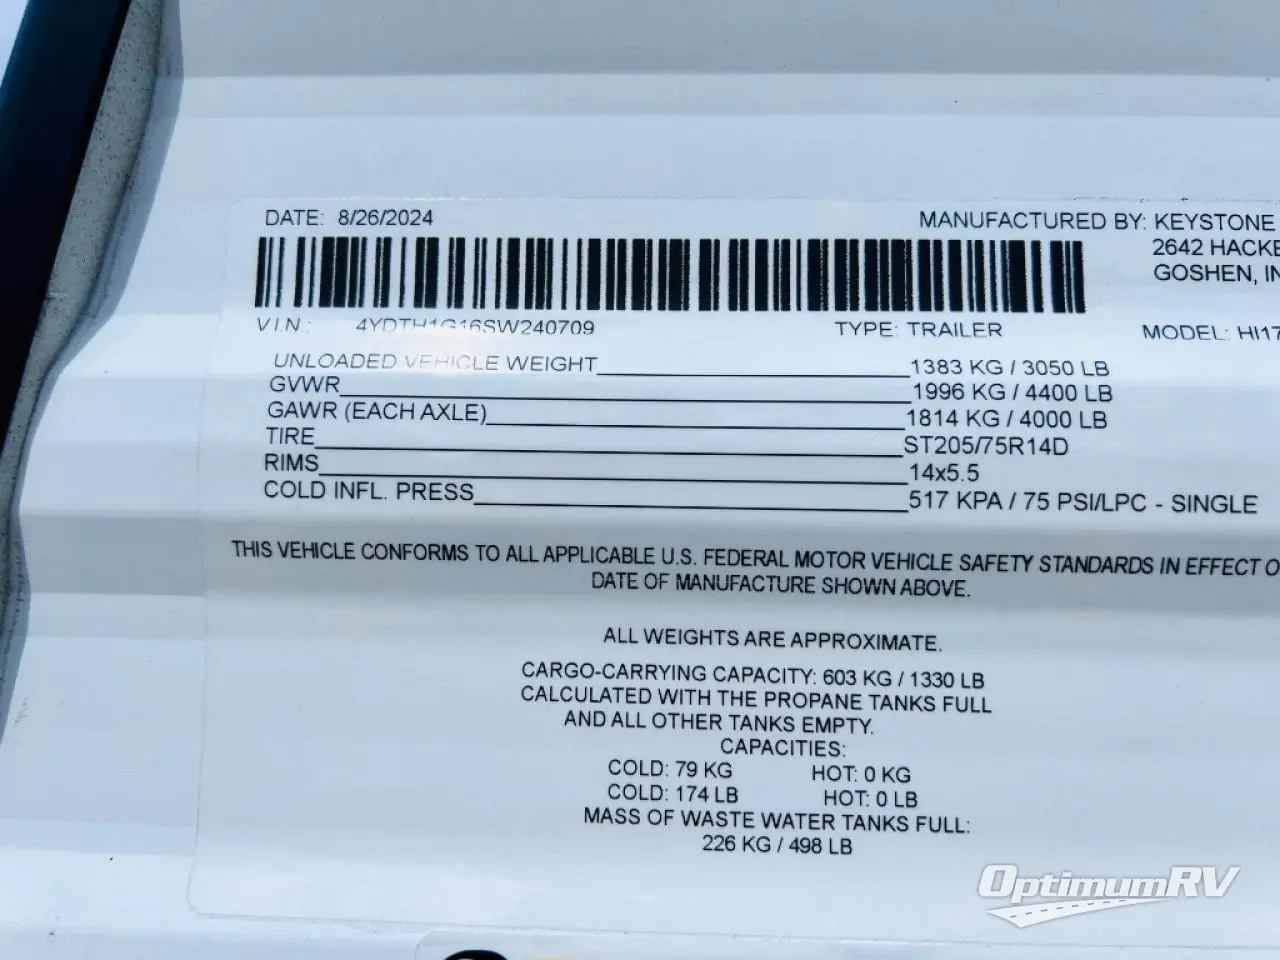 DATE: 8/26/2024 MANUFACTURED BY: KEYSTONE
2642 HACKE
GOSHEN, IN
V.I.N.: 4YDTH1G16SW240709 TYPE: TRAILER MODEL: HI17
UNLOADED VEHICLE WEIGHT 1383 KG / 3050 LB
GVWR 1996 KG / 4400 LB
GAWR (EACH AXLE) 1814 KG / 4000 LB
TIRE ST205/75R14D
RIMS 14x5.5
COLD INFL. PRESS 517 KPA / 75 PSI/LPC - SINGLE
THIS VEHICLE CONFORMS TO ALL APPLICABLE U.S. FEDERAL MOTOR VEHICLE SAFETY STANDARDS IN EFFECT O
DATE OF MANUFACTURE SHOWN ABOVE.
ALL WEIGHTS ARE APPROXIMATE.
CARGO-CARRYING CAPACITY: 603 KG / 1330 LB
CALCULATED WITH THE PROPANE TANKS FULL
AND ALL OTHER TANKS EMPTY.
CAPACITIES:
COLD: 79 KG HOT: 0 KG
COLD: 174 LB HOT: 0 LB
MASS OF WASTE WATER TANKS FULL:
226 KG / 498 LB
OptimumRV